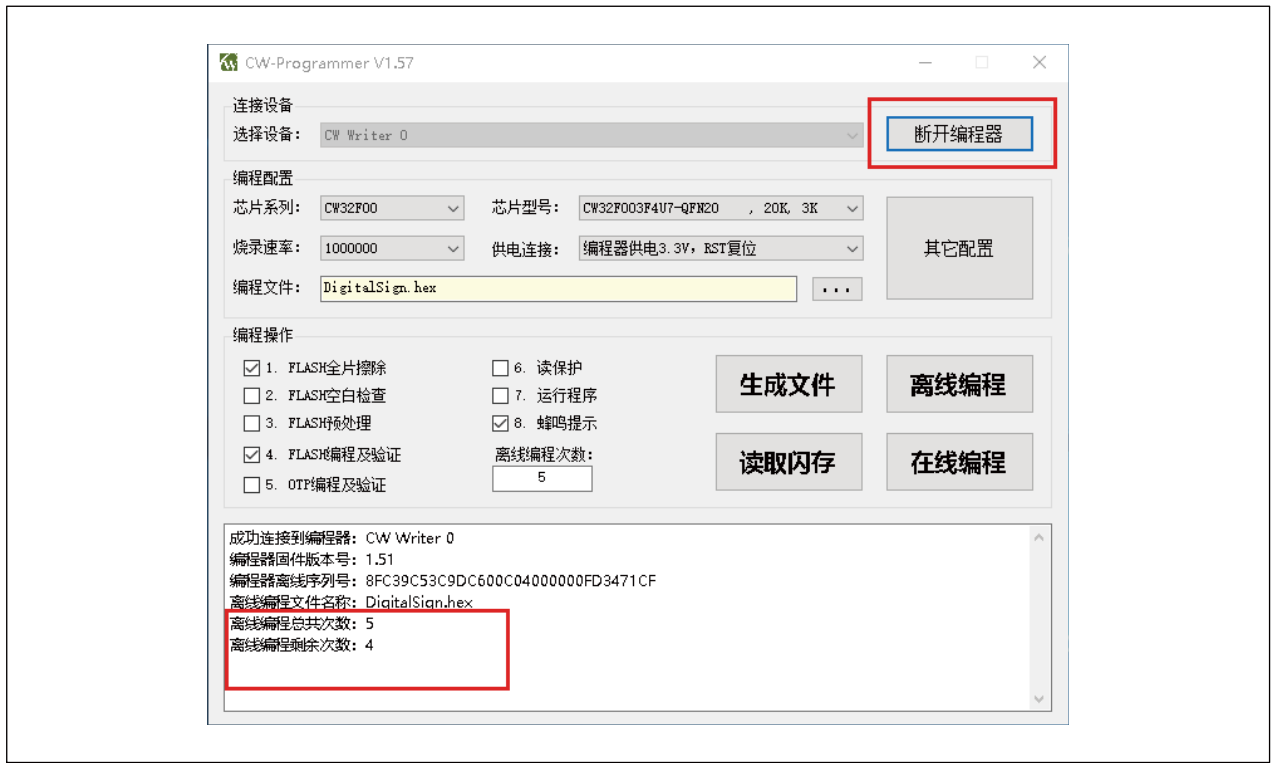 CW-Programmer V1.57
连接设备
选择设备： CW Writer 0 断开编程器
编程配置
芯片系列： CW32F00 芯片型号： CW32F003F4U7-QFN20 , 20K, 3K
烧录速率： 1000000 供电连接： 编程器供电3.3V，RST复位 其它配置
编程文件： DigitalSign.hex ...
编程操作
1. FLASH全片擦除 6. 读保护
2. FLASH空白检查 7. 运行程序 生成文件 离线编程
3. FLASH预处理 8. 蜂鸣提示
4. FLASH编程及验证 离线编程次数：
5. OTP编程及验证 5 读取闪存 在线编程
成功连接到编程器：CW Writer 0
编程器固件版本号：1.51
编程器离线序列号：8FC39C53C9DC600C04000000FD3471CF
离线编程文件名称：DigitalSign.hex
离线编程总共次数：5
离线编程剩余次数：4